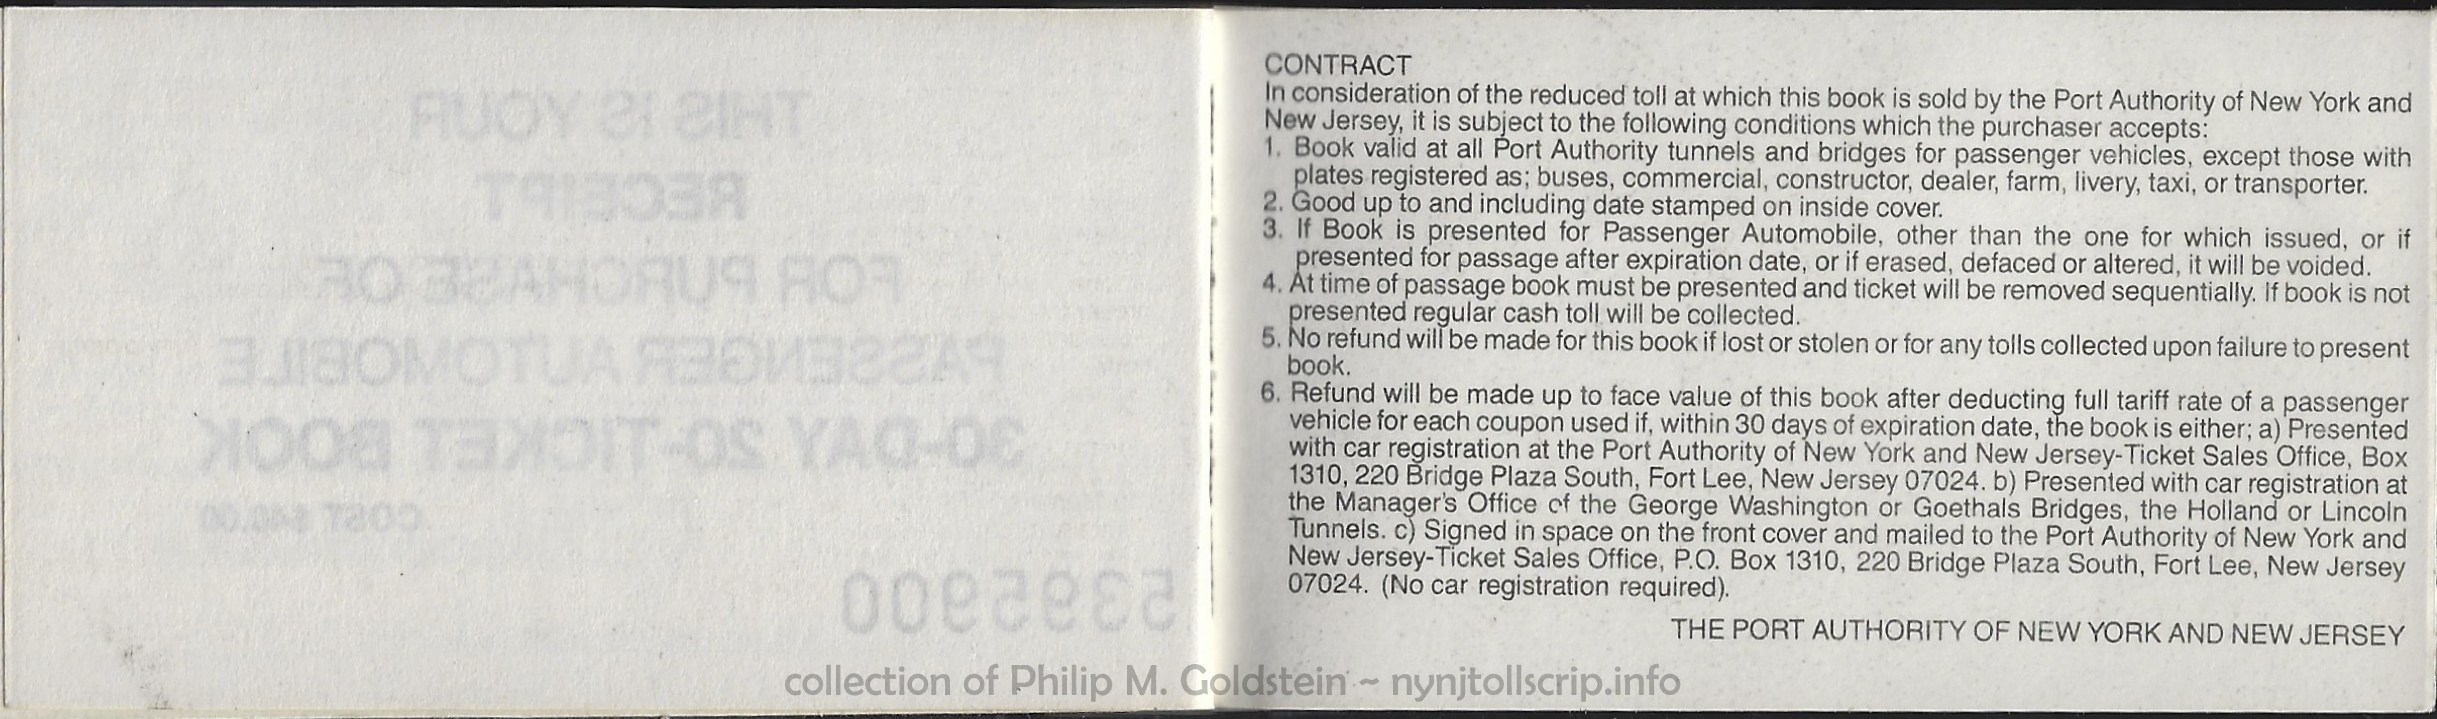 THIS IS YOUR
RECEIPT
FOR PURCHASE OF
PASSENGER AUTOMOBILE
30-DAY 20-TICKET BOOK
COST $40.00
CONTRACT
In consideration of the reduced toll at which this book is sold by the Port Authority of New York and
New Jersey, it is subject to the following conditions which the purchaser accepts:
1. Book valid at all Port Authority tunnels and bridges for passenger vehicles, except those with
plates registered as; buses, commercial, constructor, dealer, farm, livery, taxi, or transporter.
2. Good up to and including date stamped on inside cover.
3. If Book is presented for Passenger Automobile, other than the one for which issued, or if
presented for passage after expiration date, or if erased, defaced or altered, it will be voided.
4. At time of passage book must be presented and ticket will be removed sequentially. If book is not
presented regular cash toll will be collected.
5. No refund will be made for this book if lost or stolen or for any tolls collected upon failure to present
book.
6. Refund will be made up to face value of this book after deducting full tariff rate of a passenger
vehicle for each coupon used if, within 30 days of expiration date, the book is either; a) Presented
with car registration at the Port Authority of New York and New Jersey-Ticket Sales Office, Box
1310, 220 Bridge Plaza South, Fort Lee, New Jersey 07024. b) Presented with car registration at
the Manager's Office of the George Washington or Goethals Bridges, the Holland or Lincoln
Tunnels. c) Signed in space on the front cover and mailed to the Port Authority of New York and
New Jersey-Ticket Sales Office, P.O. Box 1310, 220 Bridge Plaza South, Fort Lee, New Jersey
07024. (No car registration required).
THE PORT AUTHORITY OF NEW YORK AND NEW JERSEY
collection of Philip M. Goldstein ~ nynjtollscrip.info